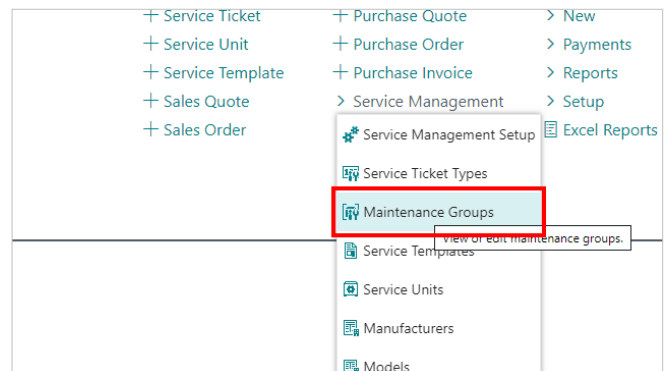 + Service Ticket
+ Purchase Quote
> New
+ Service Unit
+ Purchase Order
> Payments
+ Service Template
+ Purchase Invoice
> Reports
+ Sales Quote
> Service Management
> Setup
+ Sales Order
Service Management Setup
Excel Reports
Service Ticket Types
Maintenance Groups
View or edit maintenance groups.
Service Templates
Service Units
Manufacturers
Models